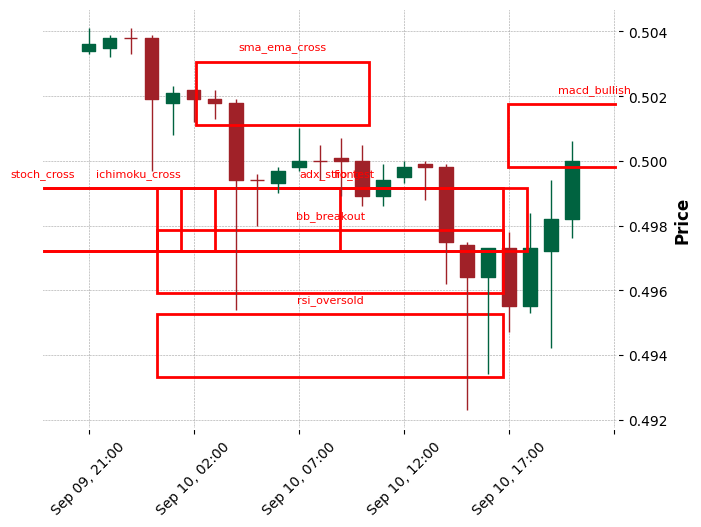 0.504
sma_ema_cross
macd_bullish
0.502
0.500
stoch_cross
ichimoku_cross
0.498
bb_breakout
rsi_oversold
0.496
0.494
0.492
Price
Sep 09, 21:00
Sep 10, 02:00
Sep 10, 07:00
Sep 10, 12:00
Sep 10, 17:00